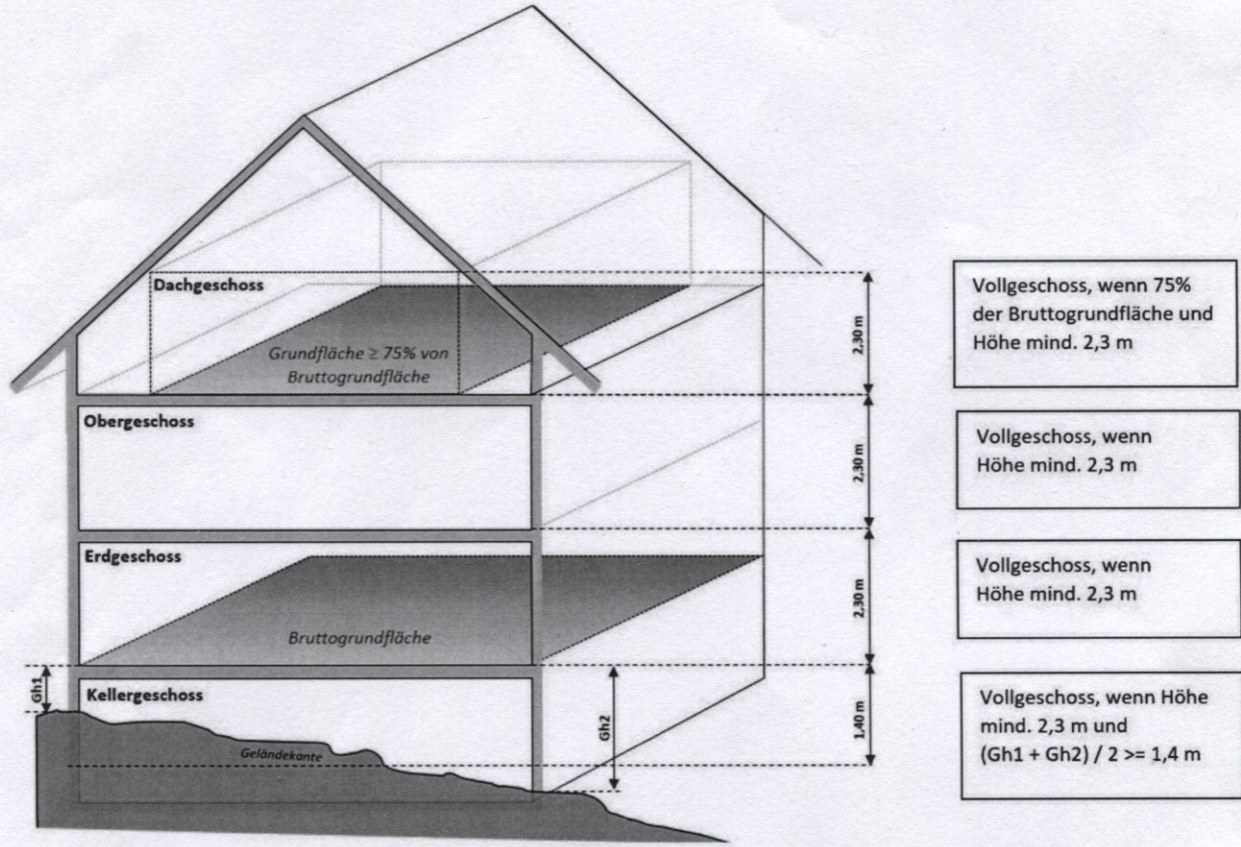 Dachgeschoss
Grundfläche ≥ 75% von
Bruttogrundfläche
2,30 m
Vollgeschoss, wenn 75%
der Bruttogrundfläche und
Höhe mind. 2,3 m
Obergeschoss
2,30 m
Vollgeschoss, wenn
Höhe mind. 2,3 m
Erdgeschoss
Bruttogrundfläche
2,30 m
Vollgeschoss, wenn
Höhe mind. 2,3 m
Gh1
Kellergeschoss
Geländekante
Gh2
1,40 m
Vollgeschoss, wenn Höhe
mind. 2,3 m und
(Gh1 + Gh2) / 2 >= 1,4 m